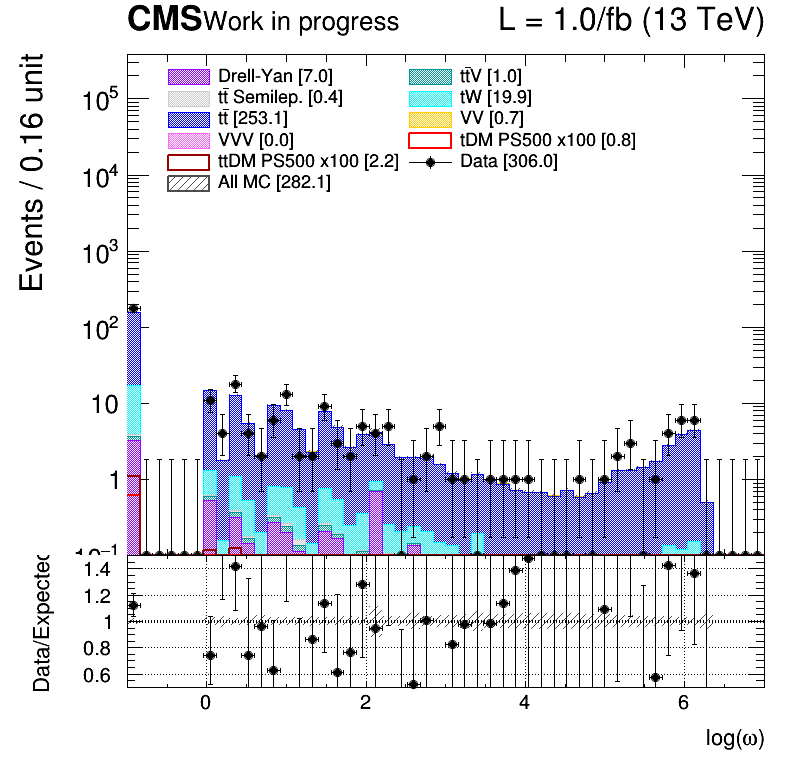 CMS Work in progress L = 1.0/fb (13 TeV)
Events / 0.16 unit
Drell-Yan [7.0] tt̄V [1.0]
tt̄ Semilep. [0.4] tW [19.9]
tt̄ [253.1] VV [0.7]
VVV [0.0] tDM PS500 x100 [0.8]
ttDM PS500 x100 [2.2] Data [306.0]
All MC [282.1]
10⁵
10⁴
10³
10²
10
1
10⁻¹
Data/Expected
1.4
1.2
1
0.8
0.6
0 2 4 6
log(ω)